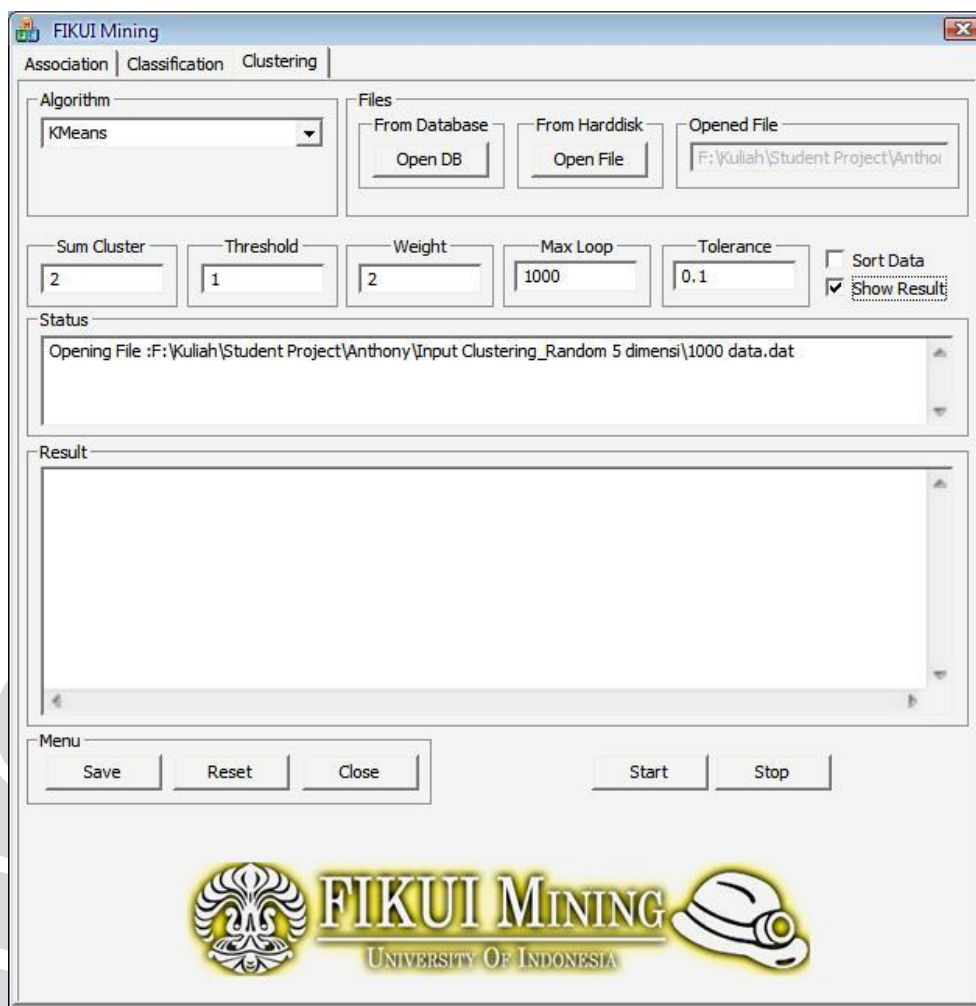 FIKUI Mining
Association Classification Clustering
Algorithm
KMeans
Files
From Database
Open DB
From Harddisk
Open File
Opened File
F:\Kuliah\Student Project\Anthor
Sum Cluster
2
Threshold
1
Weight
2
Max Loop
1000
Tolerance
0.1
Sort Data
Show Result
Status
Opening File :F:\Kuliah\Student Project\Anthony\Input Clustering_Random 5 dimensi\1000 data.dat
Result
Menu
Save Reset Close Start Stop
FIKUI MINING
UNIVERSITY OF INDONESIA